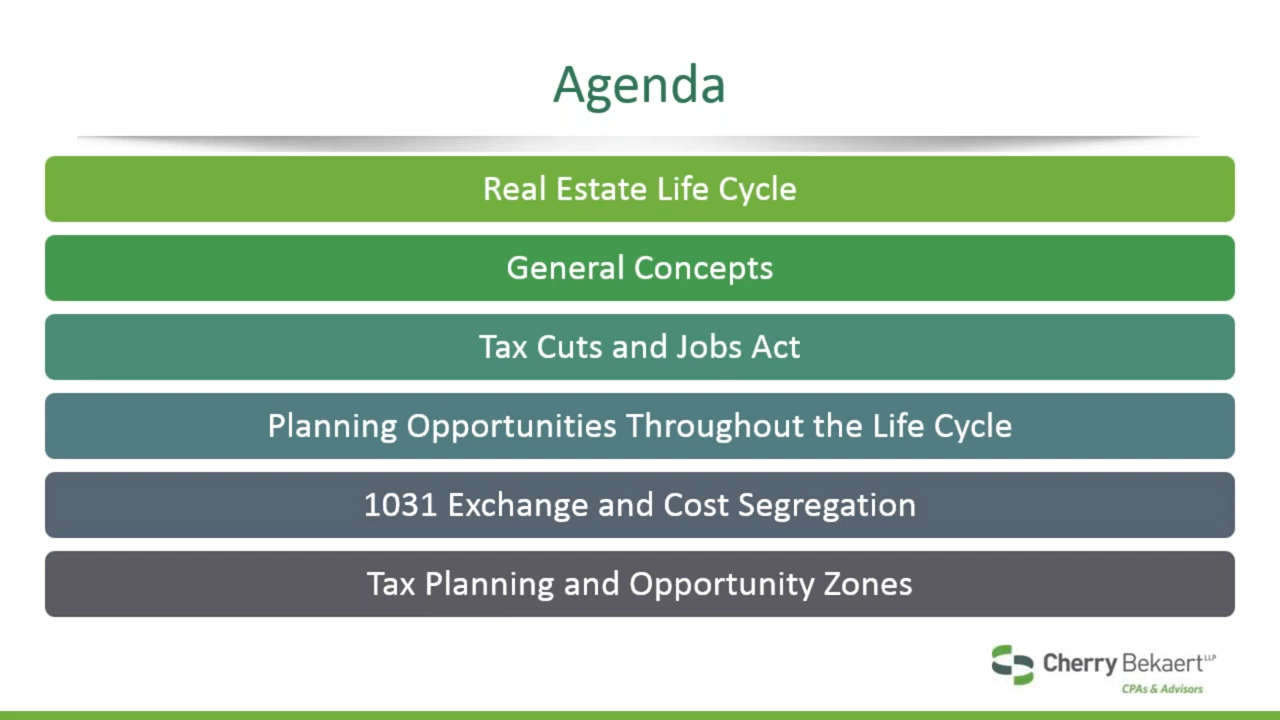 Agenda
Real Estate Life Cycle
General Concepts
Tax Cuts and Jobs Act
Planning Opportunities Throughout the Life Cycle
1031 Exchange and Cost Segregation
Tax Planning and Opportunity Zones
Cherry Bekaert LLP
CPAs & Advisors